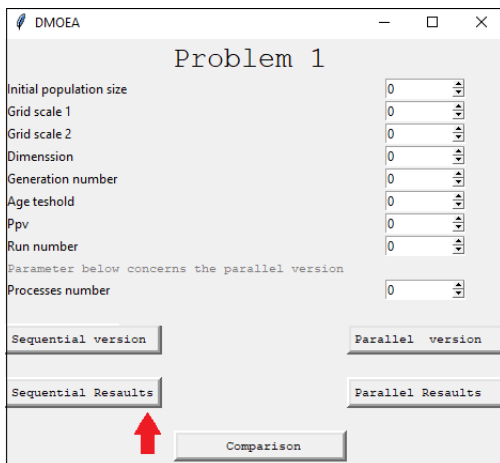 DMOEA
Problem 1
Initial population size 0
Grid scale 1 0
Grid scale 2 0
Dimenssion 0
Generation number 0
Age teshold 0
Ppv 0
Run number 0
Parameter below concerns the parallel version
Processes number 0
Sequential version Parallel version
Sequential Resaults Parallel Resaults
Comparison